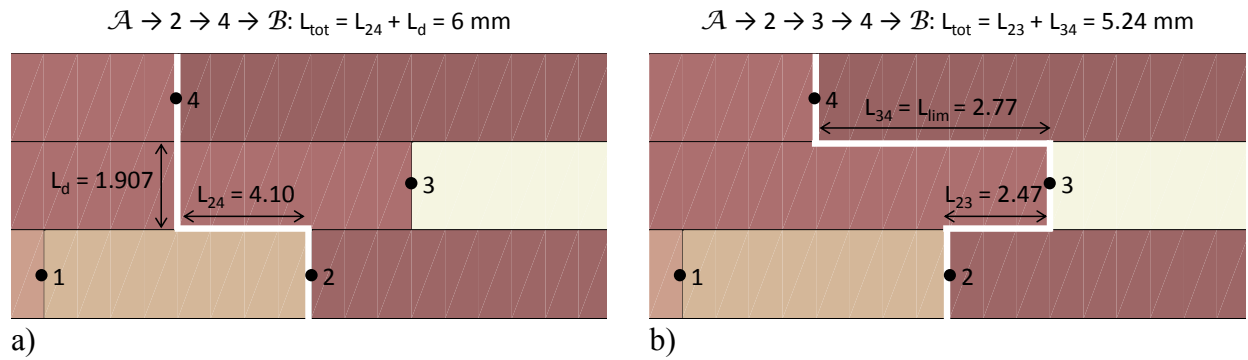 𝒜 → 2 → 4 → ℬ: L_tot = L_24 + L_d = 6 mm
4
L_d = 1.907
L_24 = 4.10
3
1
2
a)
𝒜 → 2 → 3 → 4 → ℬ: L_tot = L_23 + L_34 = 5.24 mm
4
L_34 = L_lim = 2.77
3
L_23 = 2.47
1
2
b)